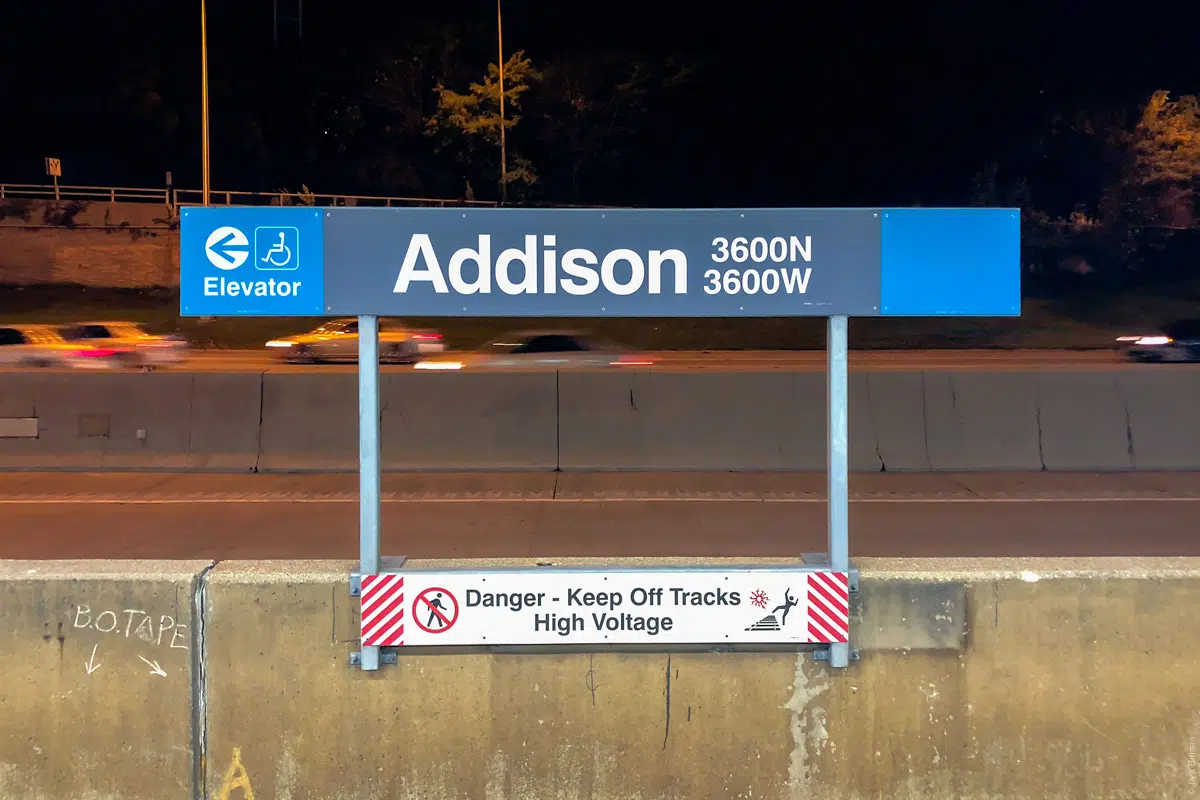 Elevator
Addison
3600N
3600W
Danger - Keep Off Tracks
High Voltage
B.O.TAPE
A